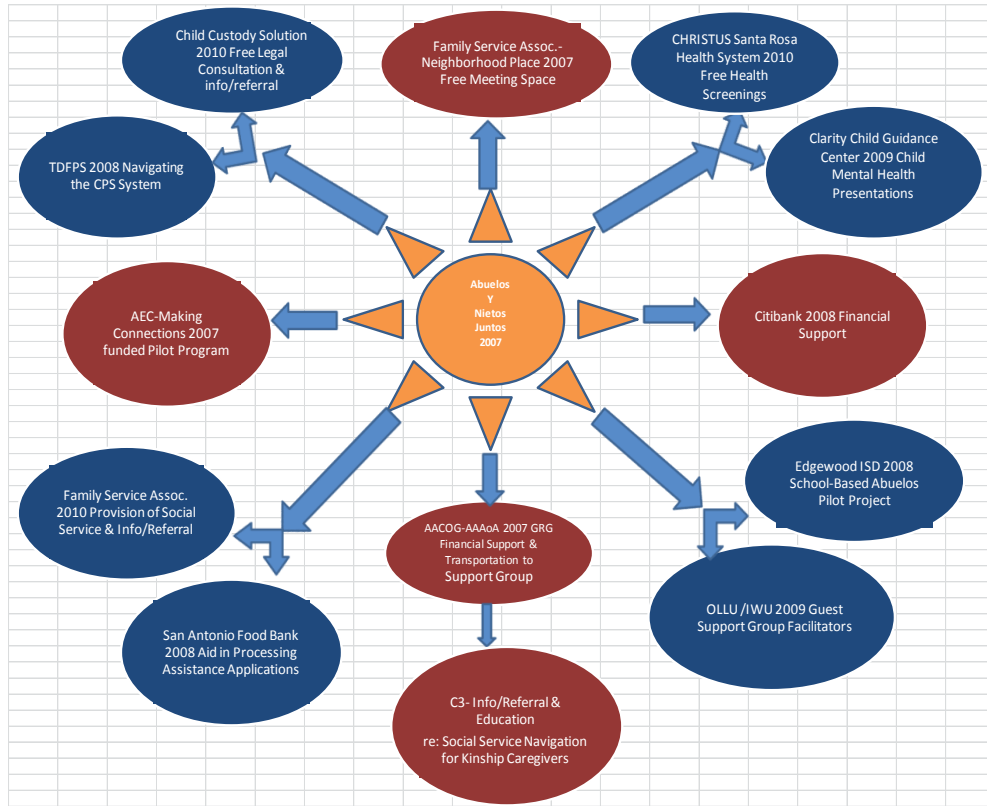 Child Custody Solution
2010 Free Legal
Consultation &
info/referral
Family Service Assoc.-
Neighborhood Place 2007
Free Meeting Space
CHRISTUS Santa Rosa
Health System 2010
Free Health
Screenings
TDFPS 2008 Navigating
the CPS System
Clarity Child Guidance
Center 2009 Child
Mental Health
Presentations
Abuelos
Y
Nietos
Juntos
2007
AEC-Making
Connections 2007
funded Pilot Program
Citibank 2008 Financial
Support
Family Service Assoc.
2010 Provision of Social
Service & Info/Referral
AACOG-AAAoA 2007 GRG
Financial Support &
Transportation to
Support Group
Edgewood ISD 2008
School-Based Abuelos
Pilot Project
San Antonio Food Bank
2008 Aid in Processing
Assistance Applications
OLLU /IWU 2009 Guest
Support Group Facilitators
C3- Info/Referral &
Education
re: Social Service Navigation
for Kinship Caregivers